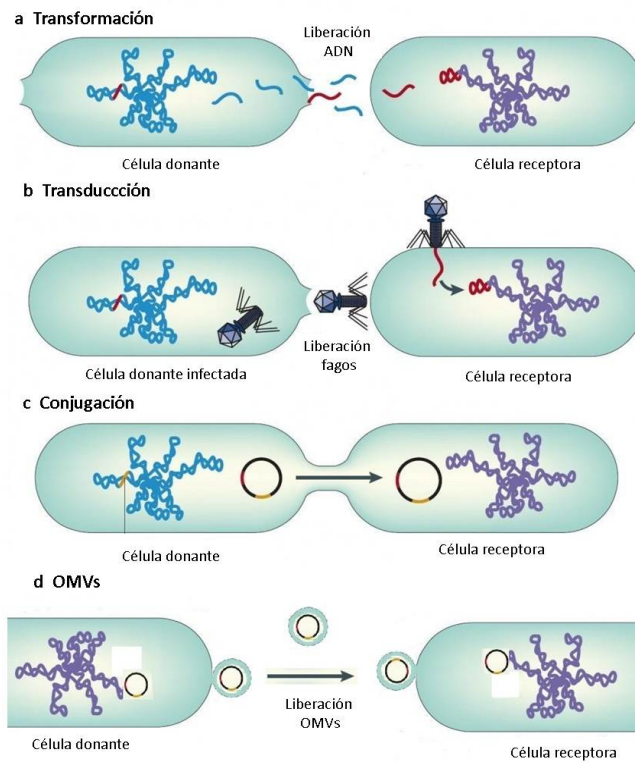 a Transformación
Liberación
ADN
Célula donante
Célula receptora
b Transduccción
Célula donante infectada
Liberación
fagos
Célula receptora
c Conjugación
Célula donante
Célula receptora
d OMVs
Liberación
OMVs
Célula donante
Célula receptora